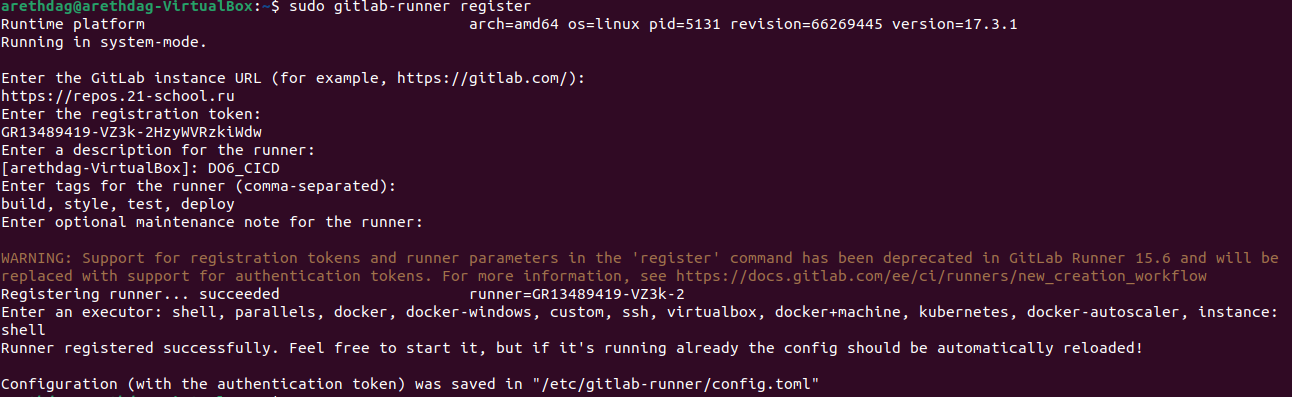 arethdag@arethdag-VirtualBox:~$ sudo gitlab-runner register
Runtime platform                                    arch=amd64 os=linux pid=5131 revision=66269445 version=17.3.1
Running in system-mode.

Enter the GitLab instance URL (for example, https://gitlab.com/):
https://repos.21-school.ru
Enter the registration token:
GR13489419-VZ3k-2HzyWVRzkiWdw
Enter a description for the runner:
[arethdag-VirtualBox]: DO6_CICD
Enter tags for the runner (comma-separated):
build, style, test, deploy
Enter optional maintenance note for the runner:

WARNING: Support for registration tokens and runner parameters in the 'register' command has been deprecated in GitLab Runner 15.6 and will be
replaced with support for authentication tokens. For more information, see https://docs.gitlab.com/ee/ci/runners/new_creation_workflow
Registering runner... succeeded                     runner=GR13489419-VZ3k-2
Enter an executor: shell, parallels, docker, docker-windows, custom, ssh, virtualbox, docker+machine, kubernetes, docker-autoscaler, instance:
shell
Runner registered successfully. Feel free to start it, but if it's running already the config should be automatically reloaded!

Configuration (with the authentication token) was saved in "/etc/gitlab-runner/config.toml"